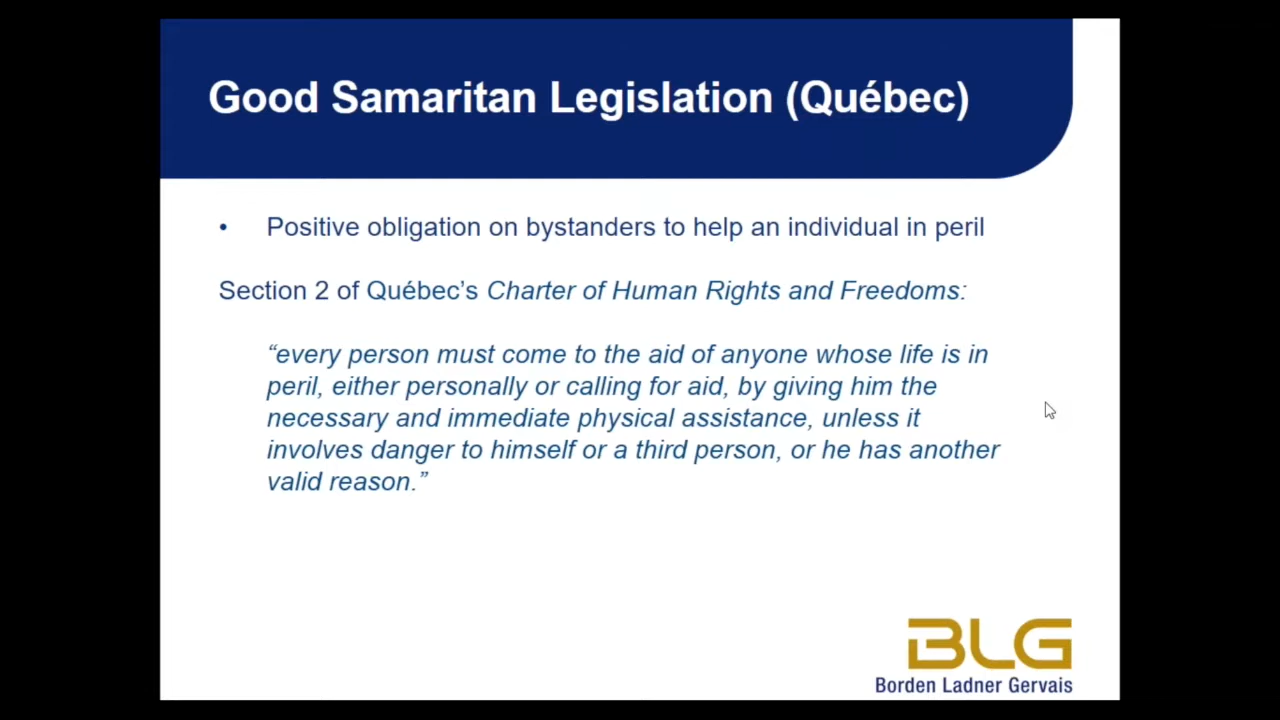 Good Samaritan Legislation (Québec)
• Positive obligation on bystanders to help an individual in peril
Section 2 of Québec’s Charter of Human Rights and Freedoms:
“every person must come to the aid of anyone whose life is in
peril, either personally or calling for aid, by giving him the
necessary and immediate physical assistance, unless it
involves danger to himself or a third person, or he has another
valid reason.”
BLG
Borden Ladner Gervais